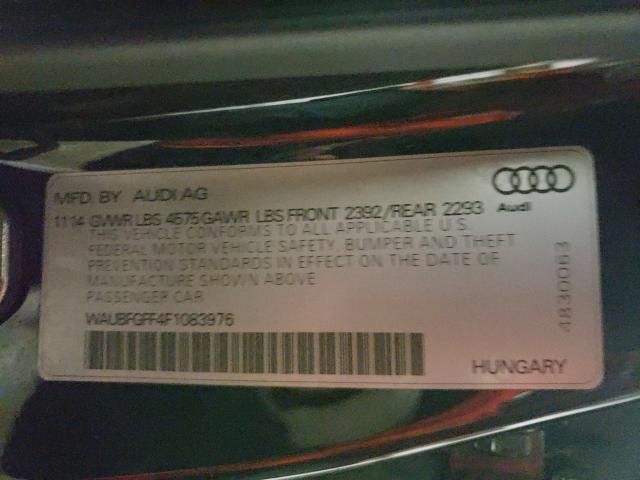 MFD. BY AUDI AG
11 14 GVWR LBS 4575 GAWR LBS FRONT 2392/REAR 2293
Audi
THIS VEHICLE CONFORMS TO ALL APPLICABLE U.S.
FEDERAL MOTOR VEHICLE SAFETY, BUMPER AND THEFT
PREVENTION STANDARDS IN EFFECT ON THE DATE OF
MANUFACTURE SHOWN ABOVE
PASSENGER CAR
WAUBFGFF4F1083976
HUNGARY
4830063